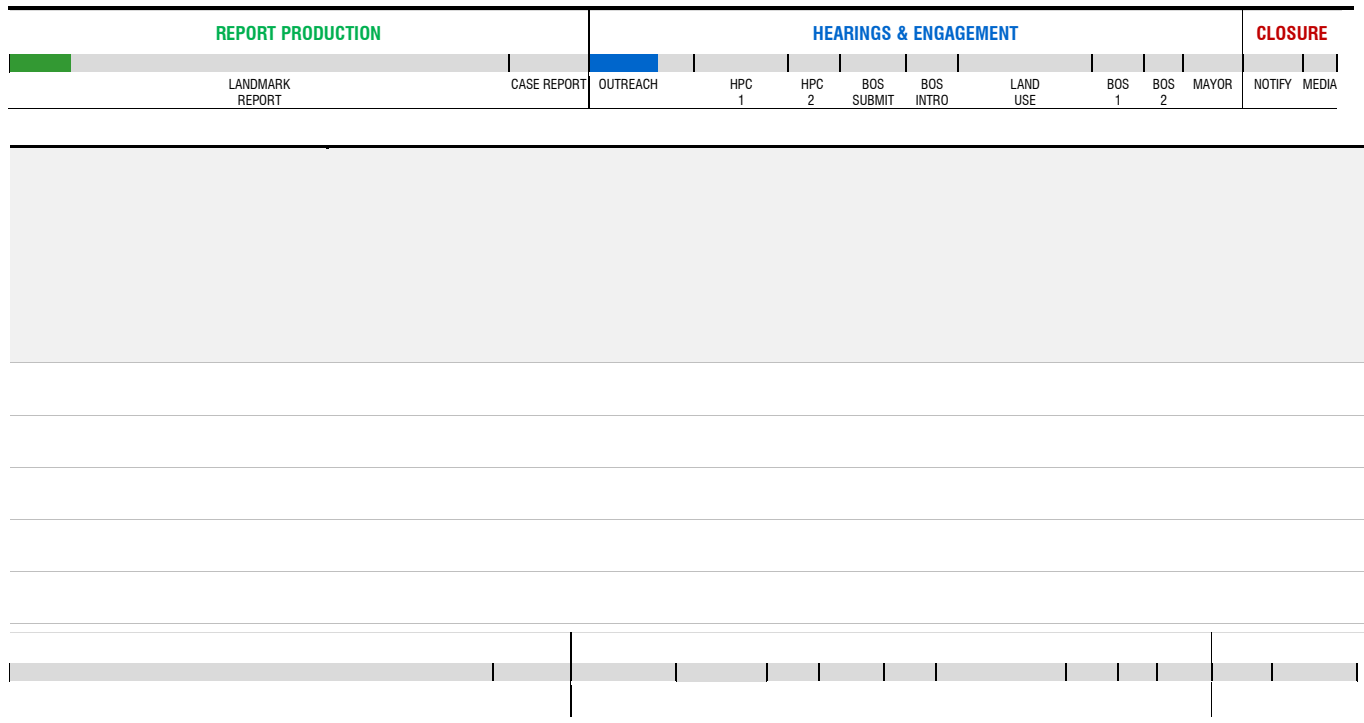 REPORT PRODUCTION HEARINGS & ENGAGEMENT CLOSURE
LANDMARK CASE REPORT OUTREACH HPC HPC BOS BOS LAND BOS BOS MAYOR NOTIFY MEDIA
REPORT 1 2 SUBMIT INTRO USE 1 2